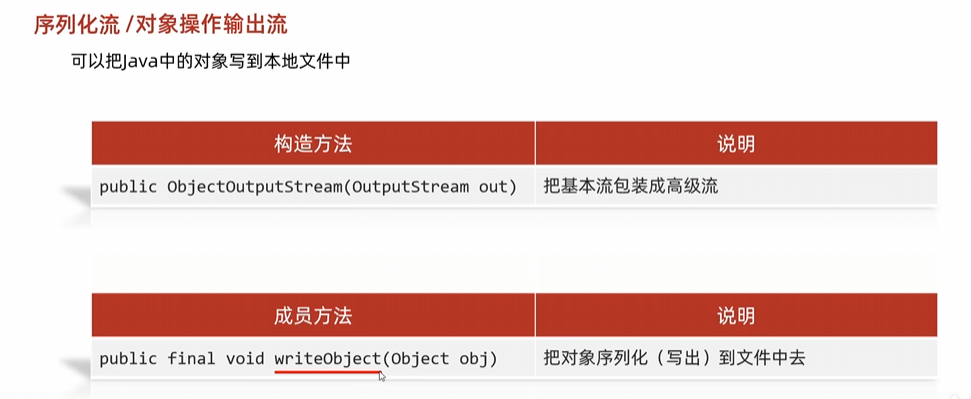 序列化流 /对象操作输出流
可以把Java中的对象写到本地文件中
构造方法 说明
public ObjectOutputStream(OutputStream out) 把基本流包装成高级流
成员方法 说明
public final void writeObject(Object obj) 把对象序列化（写出）到文件中去